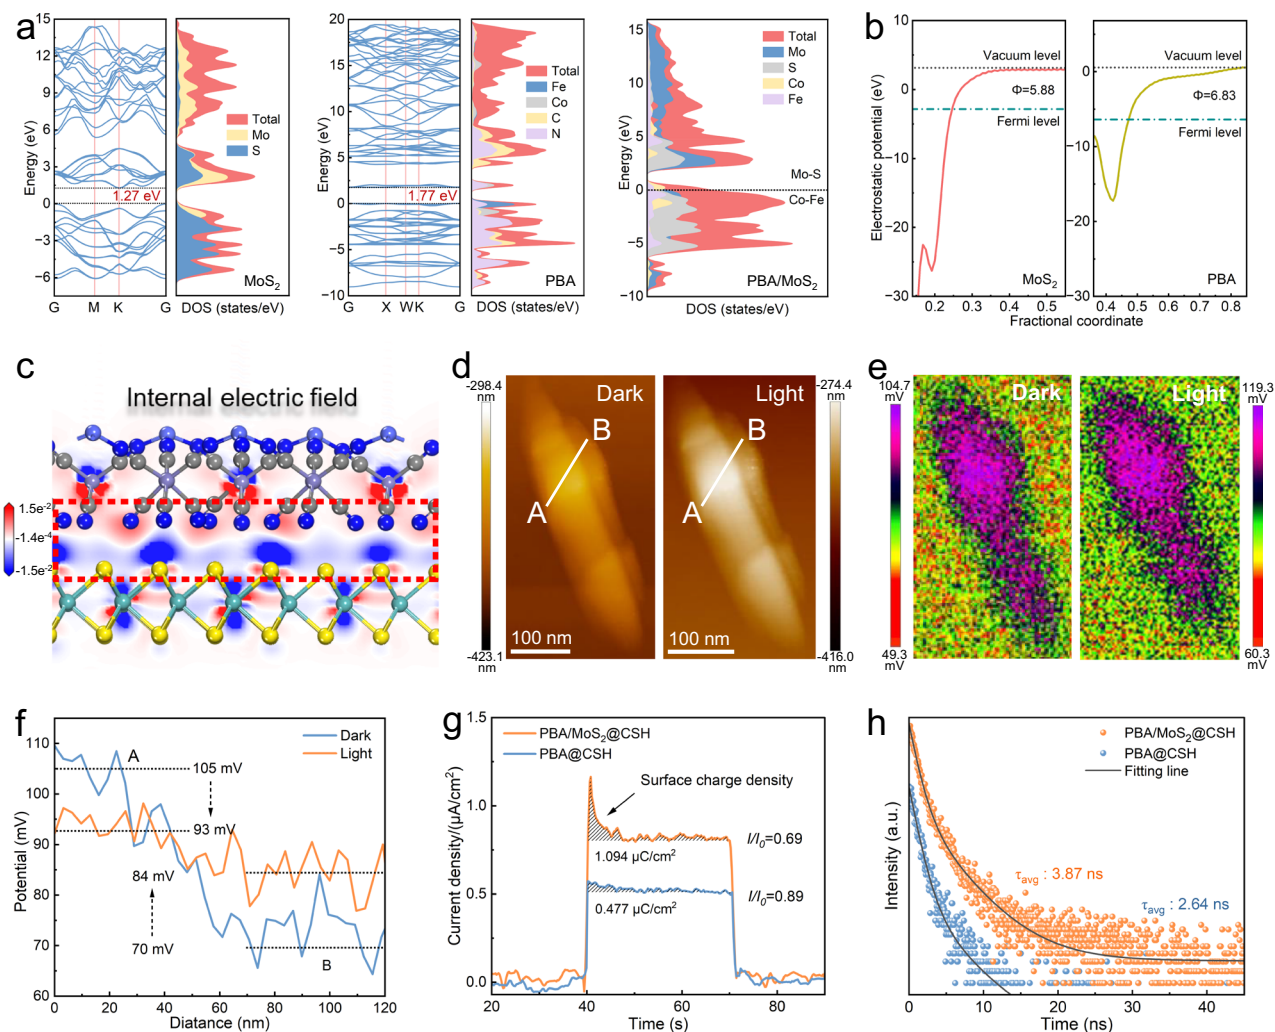 a
15
12
9
6
3
0
−3
−6
Energy (eV)
G M K G
1.27 eV
Total
Mo
S
MoS2
DOS (states/eV)
20
15
10
5
0
−5
−10
Energy (eV)
G X W K G
1.77 eV
Total
Fe
Co
C
N
PBA
DOS (states/eV)
15
10
5
0
−5
−10
Energy (eV)
Total
Mo
S
Co
Fe
Mo-S
Co-Fe
PBA/MoS2
DOS (states/eV)
b
10
0
−10
−20
−30
Electrostatic potential (eV)
Vacuum level
Φ=5.88
Fermi level
MoS2
0.2 0.3 0.4 0.5
0
−10
−20
−30
Vacuum level
Φ=6.83
Fermi level
PBA
0.2 0.4 0.6 0.8
Fractional coordinate
c
Internal electric field
1.5e-2
-1.4e-4
-1.5e-2
d
-298.4
nm
-423.1
nm
Dark
A
B
100 nm
Light
A
B
100 nm
-274.4
nm
-416.0
nm
e
104.7
mV
49.3
mV
Dark
Light
119.3
mV
60.3
mV
f
110
100
90
80
70
60
Potential (mV)
Dark
Light
A
105 mV
93 mV
84 mV
70 mV
B
0 20 40 60 80 100 120
Diatance (nm)
g
1.5
1.0
0.5
0.0
Current density/(μA/cm2)
PBA/MoS2@CSH
PBA@CSH
Surface charge density
I/I0=0.69
1.094 μC/cm2
I/I0=0.89
0.477 μC/cm2
20 40 60 80
Time (s)
h
Intensity (a.u.)
PBA/MoS2@CSH
PBA@CSH
Fitting line
τavg : 3.87 ns
τavg : 2.64 ns
0 10 20 30 40
Time (ns)